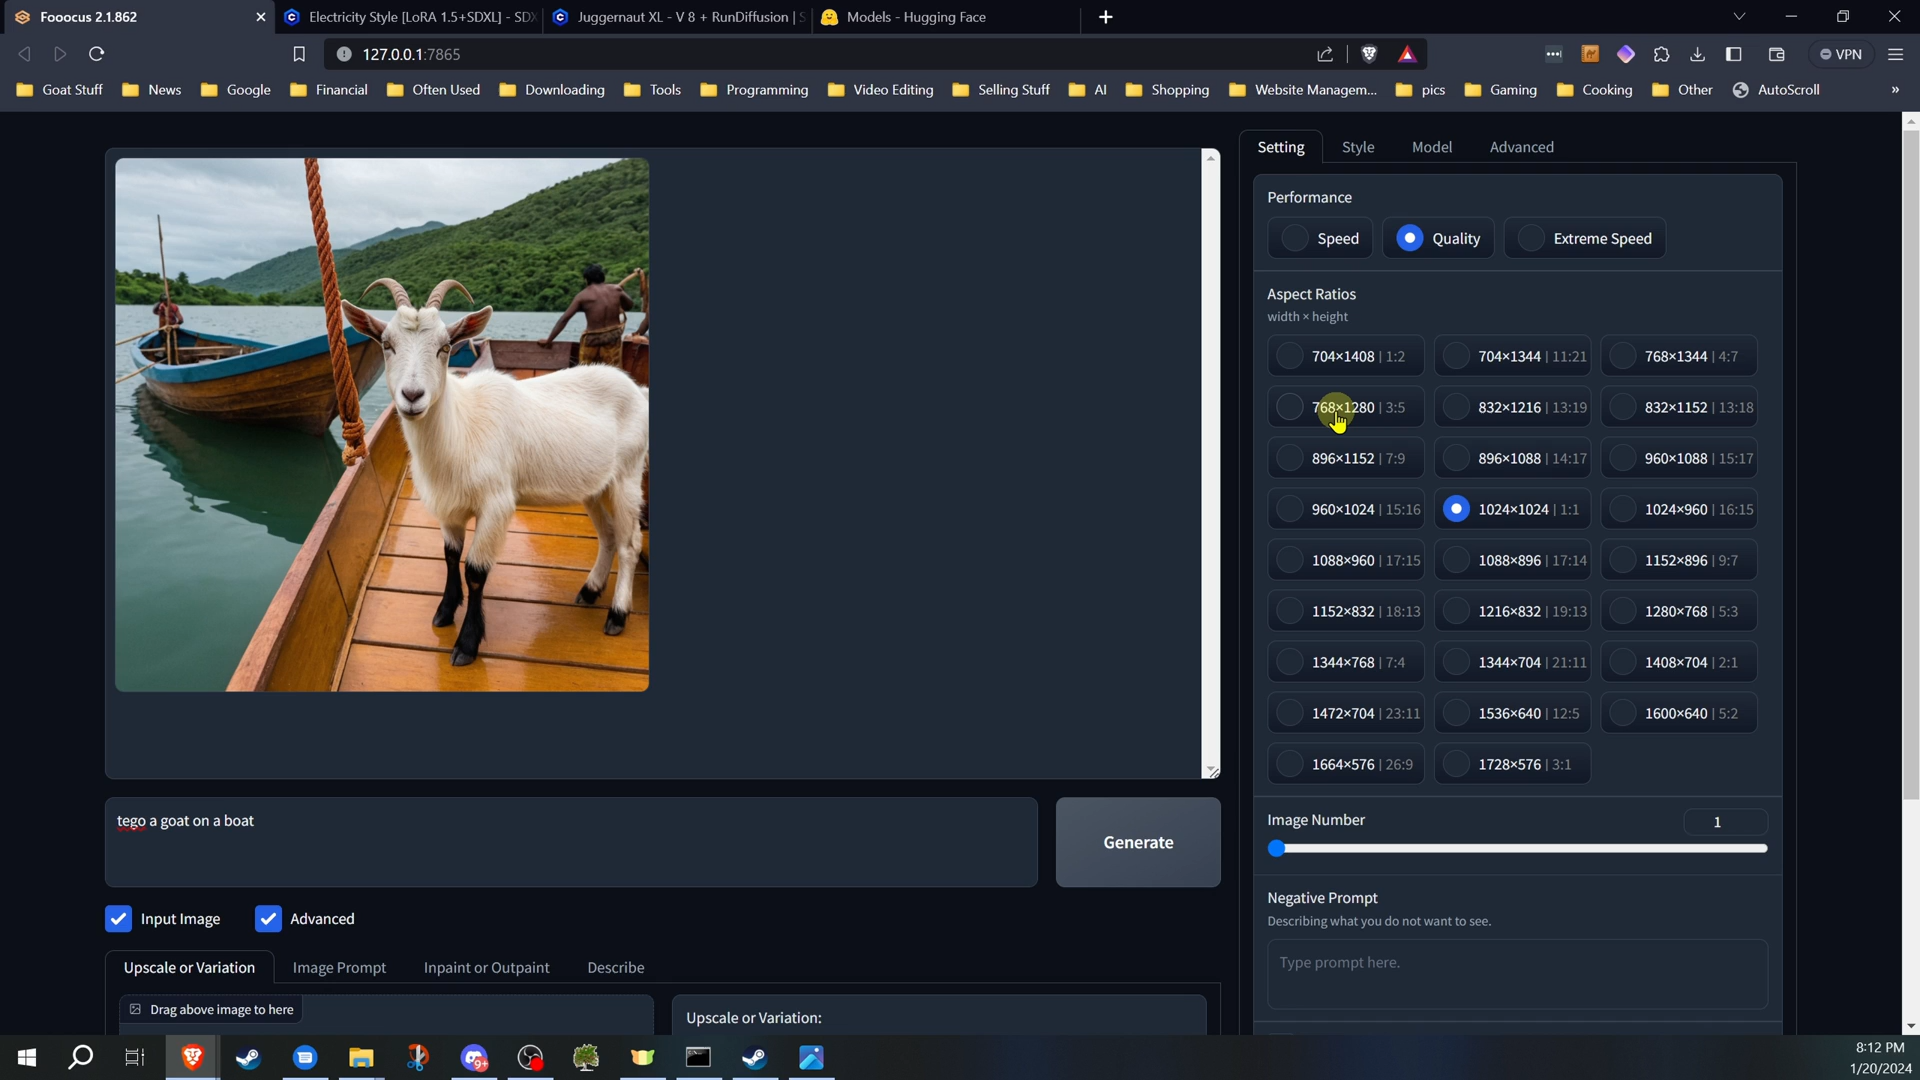 Fooocus 2.1.862
Electricity Style [LoRA 1.5+SDXL] - SDX
Juggernaut XL - V 8 + RunDiffusion | S
Models - Hugging Face
127.0.0.1:7865
VPN
Goat Stuff
News
Google
Financial
Often Used
Downloading
Tools
Programming
Video Editing
Selling Stuff
AI
Shopping
Website Managem...
pics
Gaming
Cooking
Other
AutoScroll
»
Setting
Style
Model
Advanced
Performance
Speed
Quality
Extreme Speed
Aspect Ratios
width × height
704×1408 | 1:2
704×1344 | 11:21
768×1344 | 4:7
768×1280 | 3:5
832×1216 | 13:19
832×1152 | 13:18
896×1152 | 7:9
896×1088 | 14:17
960×1088 | 15:17
960×1024 | 15:16
1024×1024 | 1:1
1024×960 | 16:15
1088×960 | 17:15
1088×896 | 17:14
1152×896 | 9:7
1152×832 | 18:13
1216×832 | 19:13
1280×768 | 5:3
1344×768 | 7:4
1344×704 | 21:11
1408×704 | 2:1
1472×704 | 23:11
1536×640 | 12:5
1600×640 | 5:2
1664×576 | 26:9
1728×576 | 3:1
Image Number
1
Negative Prompt
Describing what you do not want to see.
Type prompt here.
tego a goat on a boat
Generate
Input Image
Advanced
Upscale or Variation
Image Prompt
Inpaint or Outpaint
Describe
Drag above image to here
Upscale or Variation:
9+
8:12 PM
1/20/2024